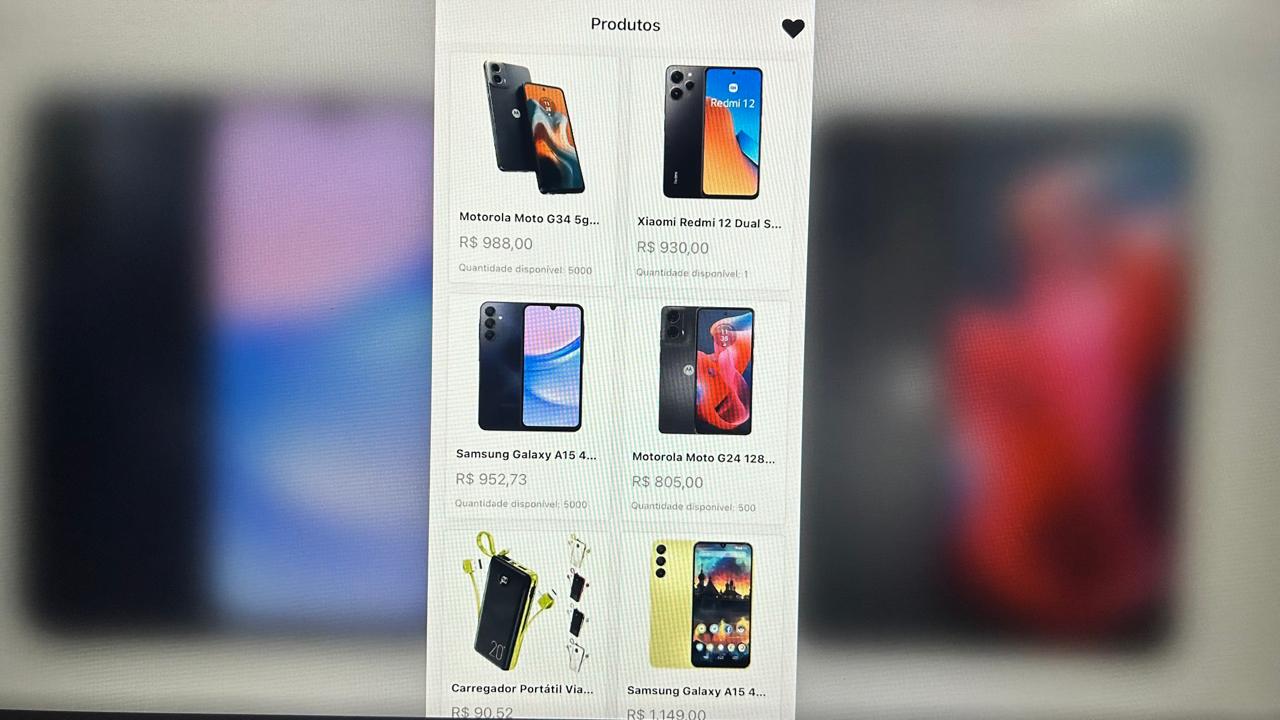 Produtos
Redmi 12
Motorola Moto G34 5g...
Xiaomi Redmi 12 Dual S...
R$ 988,00
R$ 930,00
Quantidade disponível: 5000
Quantidade disponível: 1
Samsung Galaxy A15 4...
Motorola Moto G24 128...
R$ 952,73
R$ 805,00
Quantidade disponível: 5000
Quantidade disponível: 500
20
Carregador Portátil Via...
Samsung Galaxy A15 4...
R$ 90,52
R$ 1.149,00